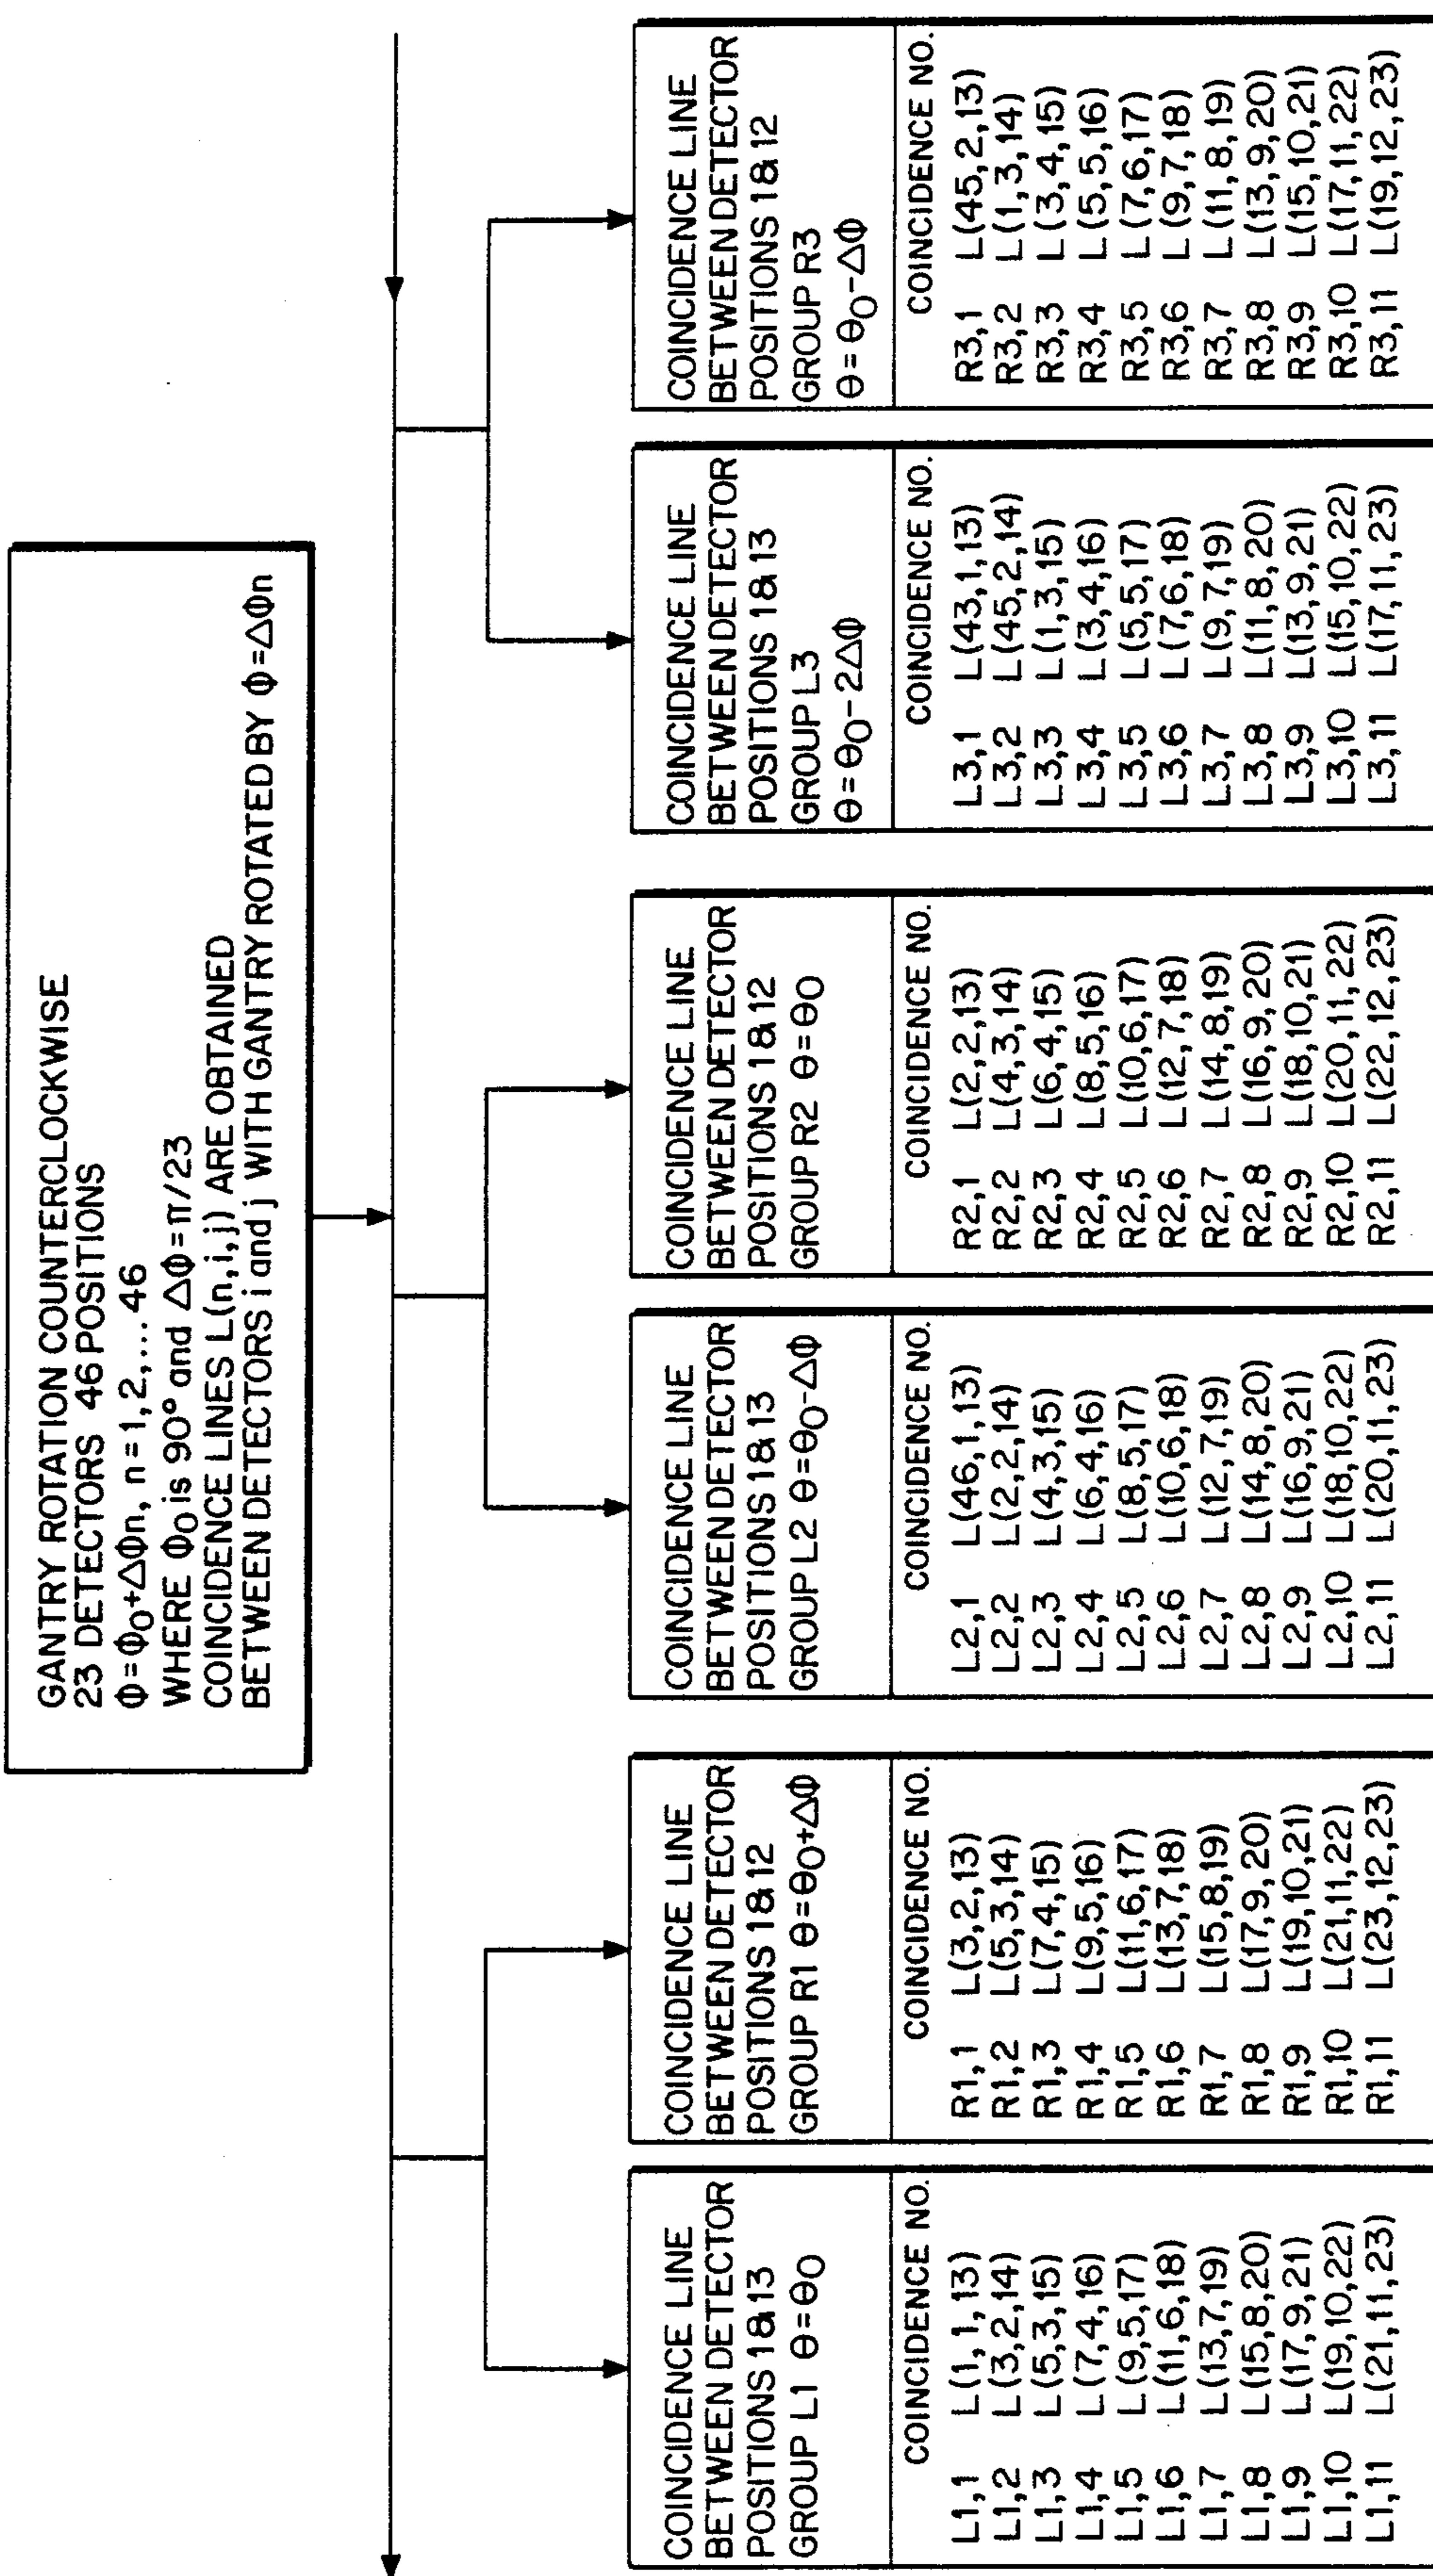 GANTRY ROTATION COUNTERCLOCKWISE
23 DETECTORS 46 POSITIONS
Φ=Φ0+ΔΦn, n=1,2,...46
WHERE Φ0 is 90° and ΔΦ=π/23
COINCIDENCE LINES L(n,i,j) ARE OBTAINED
BETWEEN DETECTORS i and j WITH GANTRY ROTATED BY Φ=ΔΦn
COINCIDENCE LINE
BETWEEN DETECTOR
POSITIONS 1&13
GROUP L1 θ=θ0
COINCIDENCE NO.
L1,1 L(1,1,13)
L1,2 L(3,2,14)
L1,3 L(5,3,15)
L1,4 L(7,4,16)
L1,5 L(9,5,17)
L1,6 L(11,6,18)
L1,7 L(13,7,19)
L1,8 L(15,8,20)
L1,9 L(17,9,21)
L1,10 L(19,10,22)
L1,11 L(21,11,23)
COINCIDENCE LINE
BETWEEN DETECTOR
POSITIONS 1&12
GROUP R1 θ=θ0+ΔΦ
COINCIDENCE NO.
R1,1 L(3,2,13)
R1,2 L(5,3,14)
R1,3 L(7,4,15)
R1,4 L(9,5,16)
R1,5 L(11,6,17)
R1,6 L(13,7,18)
R1,7 L(15,8,19)
R1,8 L(17,9,20)
R1,9 L(19,10,21)
R1,10 L(21,11,22)
R1,11 L(23,12,23)
COINCIDENCE LINE
BETWEEN DETECTOR
POSITIONS 1&13
GROUP L2 θ=θ0-ΔΦ
COINCIDENCE NO.
L2,1 L(46,1,13)
L2,2 L(2,2,14)
L2,3 L(4,3,15)
L2,4 L(6,4,16)
L2,5 L(8,5,17)
L2,6 L(10,6,18)
L2,7 L(12,7,19)
L2,8 L(14,8,20)
L2,9 L(16,9,21)
L2,10 L(18,10,22)
L2,11 L(20,11,23)
COINCIDENCE LINE
BETWEEN DETECTOR
POSITIONS 1&12
GROUP R2 θ=θ0
COINCIDENCE NO.
R2,1 L(2,2,13)
R2,2 L(4,3,14)
R2,3 L(6,4,15)
R2,4 L(8,5,16)
R2,5 L(10,6,17)
R2,6 L(12,7,18)
R2,7 L(14,8,19)
R2,8 L(16,9,20)
R2,9 L(18,10,21)
R2,10 L(20,11,22)
R2,11 L(22,12,23)
COINCIDENCE LINE
BETWEEN DETECTOR
POSITIONS 1&13
GROUP L3
θ=θ0-2ΔΦ
COINCIDENCE NO.
L3,1 L(43,1,13)
L3,2 L(45,2,14)
L3,3 L(1,3,15)
L3,4 L(3,4,16)
L3,5 L(5,5,17)
L3,6 L(7,6,18)
L3,7 L(9,7,19)
L3,8 L(11,8,20)
L3,9 L(13,9,21)
L3,10 L(15,10,22)
L3,11 L(17,11,23)
COINCIDENCE LINE
BETWEEN DETECTOR
POSITIONS 1&12
GROUP R3
θ=θ0-ΔΦ
COINCIDENCE NO.
R3,1 L(45,2,13)
R3,2 L(1,3,14)
R3,3 L(3,4,15)
R3,4 L(5,5,16)
R3,5 L(7,6,17)
R3,6 L(9,7,18)
R3,7 L(11,8,19)
R3,8 L(13,9,20)
R3,9 L(15,10,21)
R3,10 L(17,11,22)
R3,11 L(19,12,23)